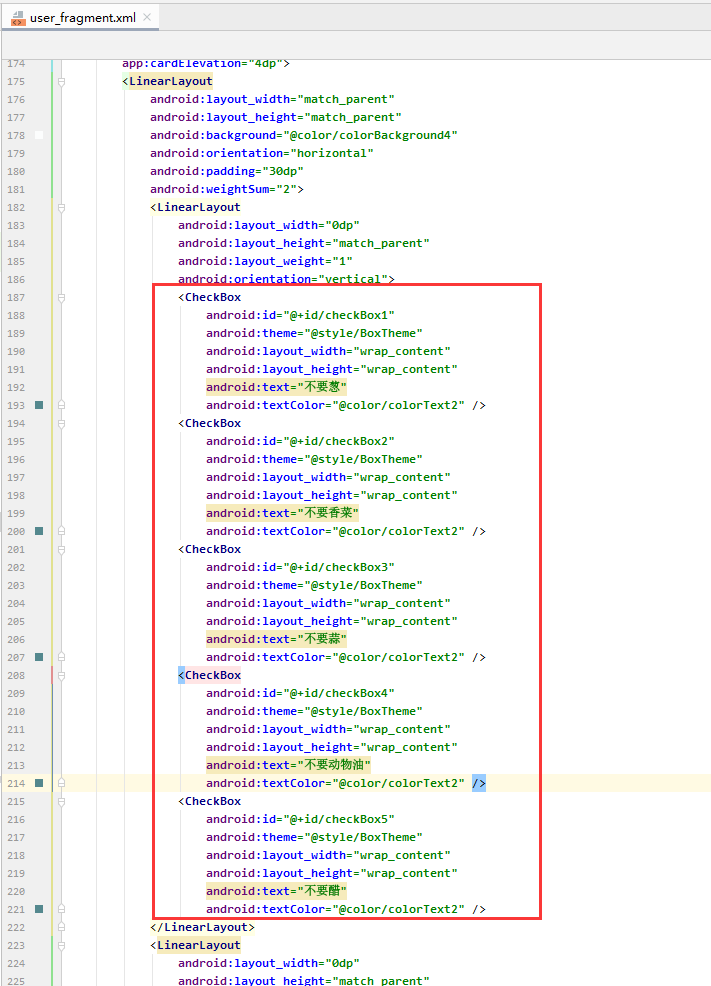 user_fragment.xml
174 app:cardElevation="4dp">
175 <LinearLayout
176 android:layout_width="match_parent"
177 android:layout_height="match_parent"
178 android:background="@color/colorBackground4"
179 android:orientation="horizontal"
180 android:padding="30dp"
181 android:weightSum="2">
182 <LinearLayout
183 android:layout_width="0dp"
184 android:layout_height="match_parent"
185 android:layout_weight="1"
186 android:orientation="vertical">
187 <CheckBox
188 android:id="@+id/checkBox1"
189 android:theme="@style/BoxTheme"
190 android:layout_width="wrap_content"
191 android:layout_height="wrap_content"
192 android:text="不要葱"
193 android:textColor="@color/colorText2" />
194 <CheckBox
195 android:id="@+id/checkBox2"
196 android:theme="@style/BoxTheme"
197 android:layout_width="wrap_content"
198 android:layout_height="wrap_content"
199 android:text="不要香菜"
200 android:textColor="@color/colorText2" />
201 <CheckBox
202 android:id="@+id/checkBox3"
203 android:theme="@style/BoxTheme"
204 android:layout_width="wrap_content"
205 android:layout_height="wrap_content"
206 android:text="不要蒜"
207 android:textColor="@color/colorText2" />
208 <CheckBox
209 android:id="@+id/checkBox4"
210 android:theme="@style/BoxTheme"
211 android:layout_width="wrap_content"
212 android:layout_height="wrap_content"
213 android:text="不要动物油"
214 android:textColor="@color/colorText2" />
215 <CheckBox
216 android:id="@+id/checkBox5"
217 android:theme="@style/BoxTheme"
218 android:layout_width="wrap_content"
219 android:layout_height="wrap_content"
220 android:text="不要醋"
221 android:textColor="@color/colorText2" />
222 </LinearLayout>
223 <LinearLayout
224 android:layout_width="0dp"
225 android:layout_height="match_parent"